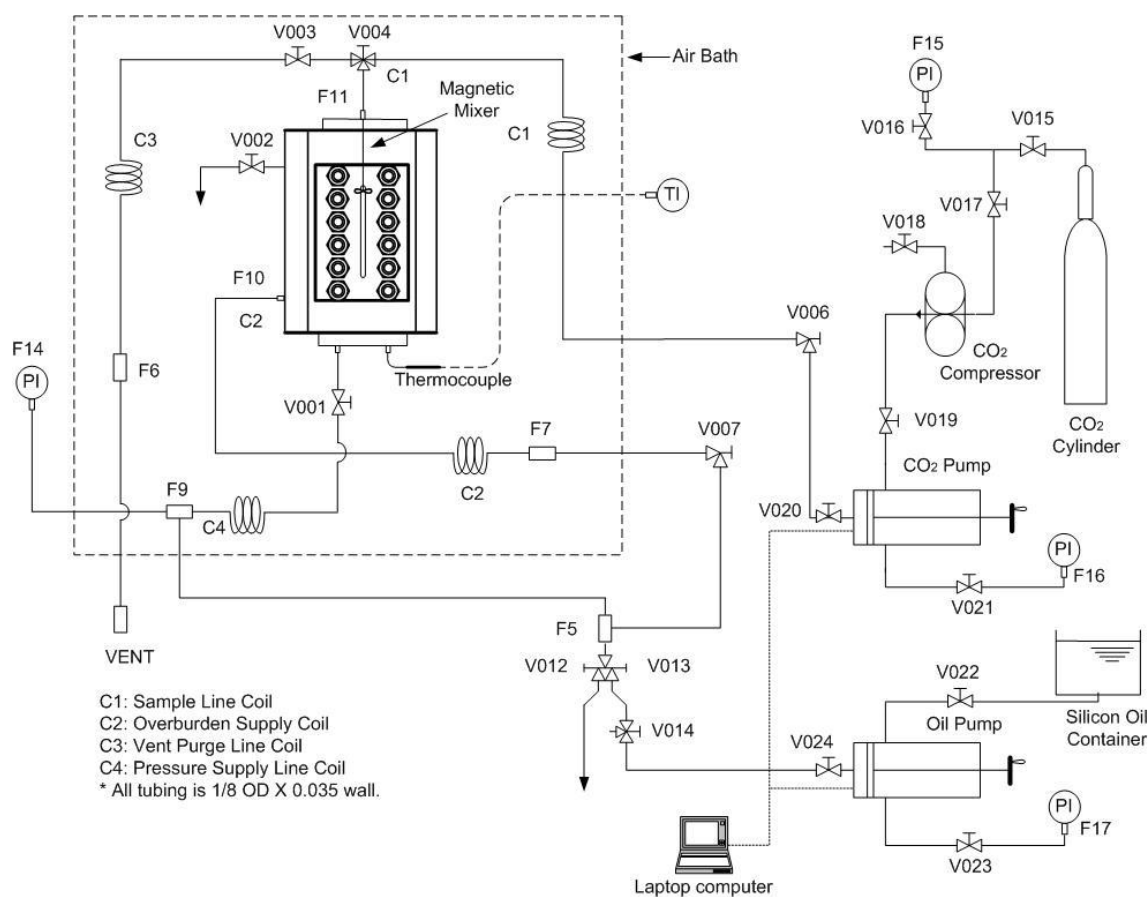 V003
V004
Air Bath
F15
PI
C1
Magnetic
Mixer
F11
V016
V015
C3
V002
C1
TI
V017
V018
F10
C2
V006
CO2
Compressor
F14
PI
F6
Thermocouple
V001
V019
CO2
Cylinder
F7
V007
C2
CO2 Pump
F9
C4
V020
PI
F16
V021
F5
VENT
V012
V013
V022
C1: Sample Line Coil
C2: Overburden Supply Coil
C3: Vent Purge Line Coil
C4: Pressure Supply Line Coil
* All tubing is 1/8 OD X 0.035 wall.
Oil Pump
Silicon Oil
Container
V014
V024
PI
F17
V023
Laptop computer